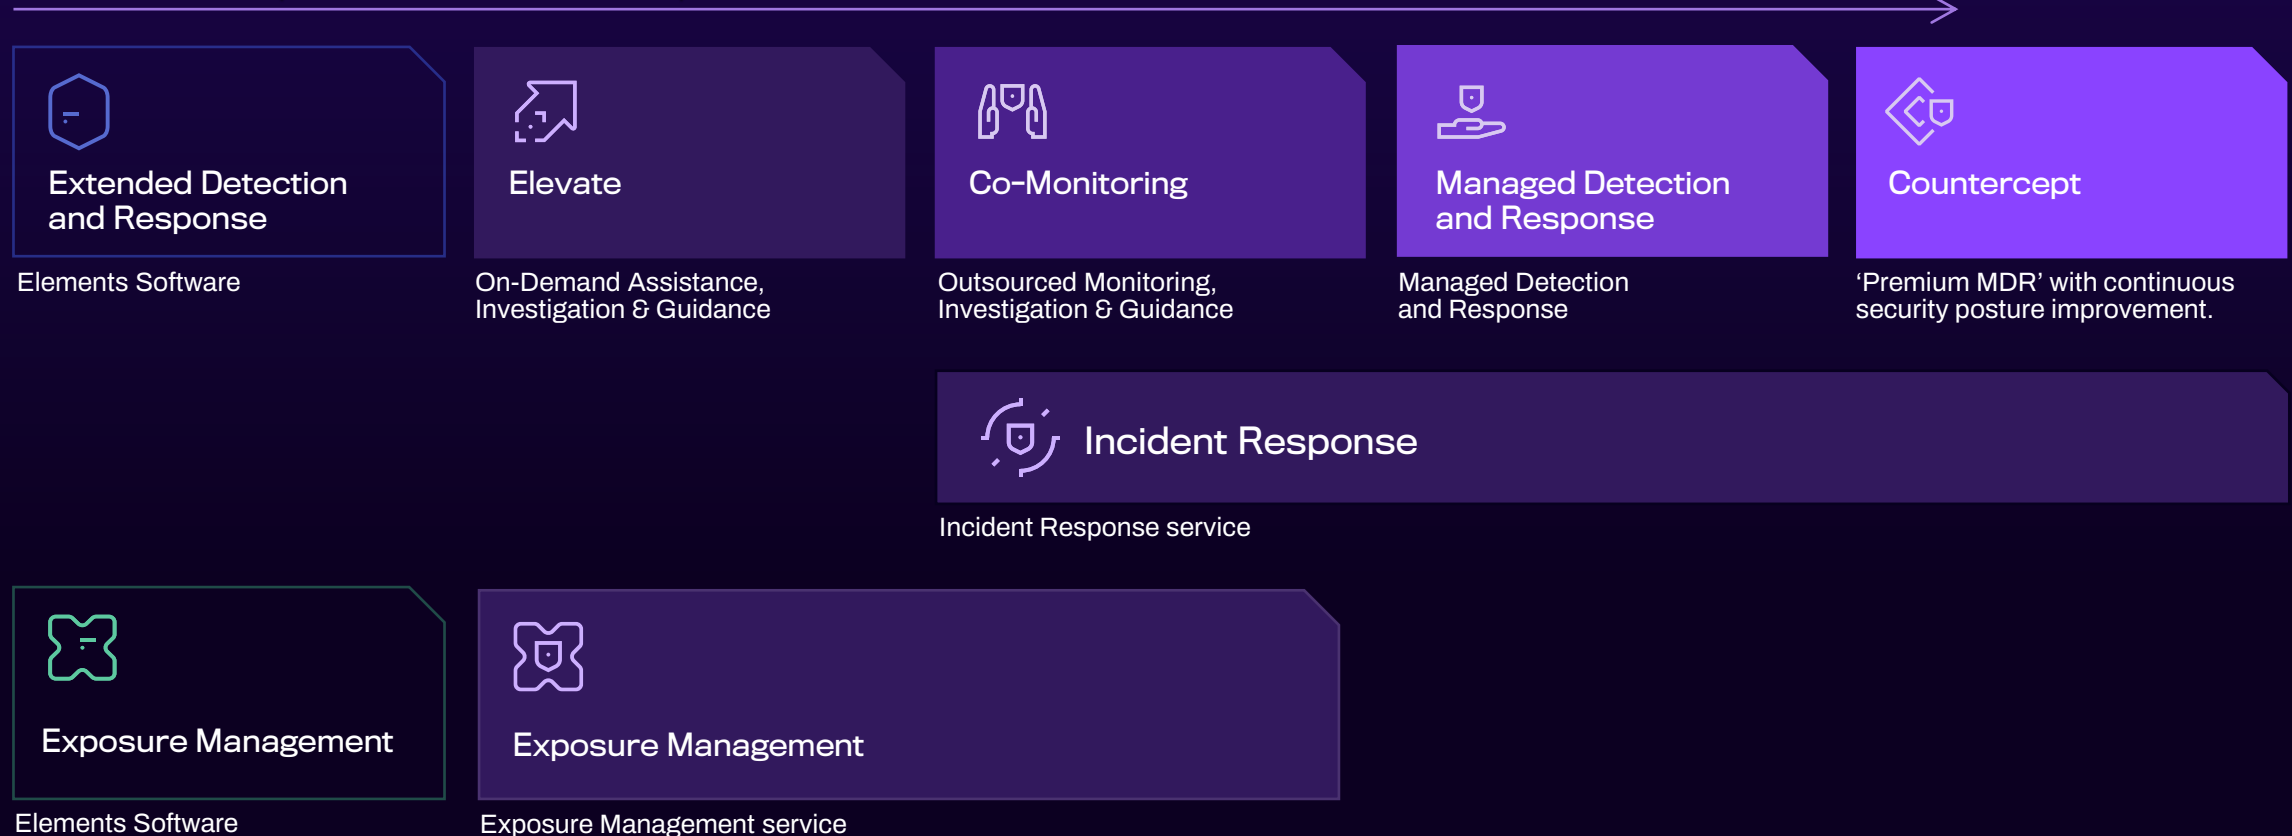 Extended Detection
and Response
Elevate
Co-Monitoring
Managed Detection
and Response
Countercept
Elements Software
On-Demand Assistance,
Investigation & Guidance
Outsourced Monitoring,
Investigation & Guidance
Managed Detection
and Response
‘Premium MDR’ with continuous
security posture improvement.
Incident Response
Incident Response service
Exposure Management
Exposure Management
Elements Software
Exposure Management service